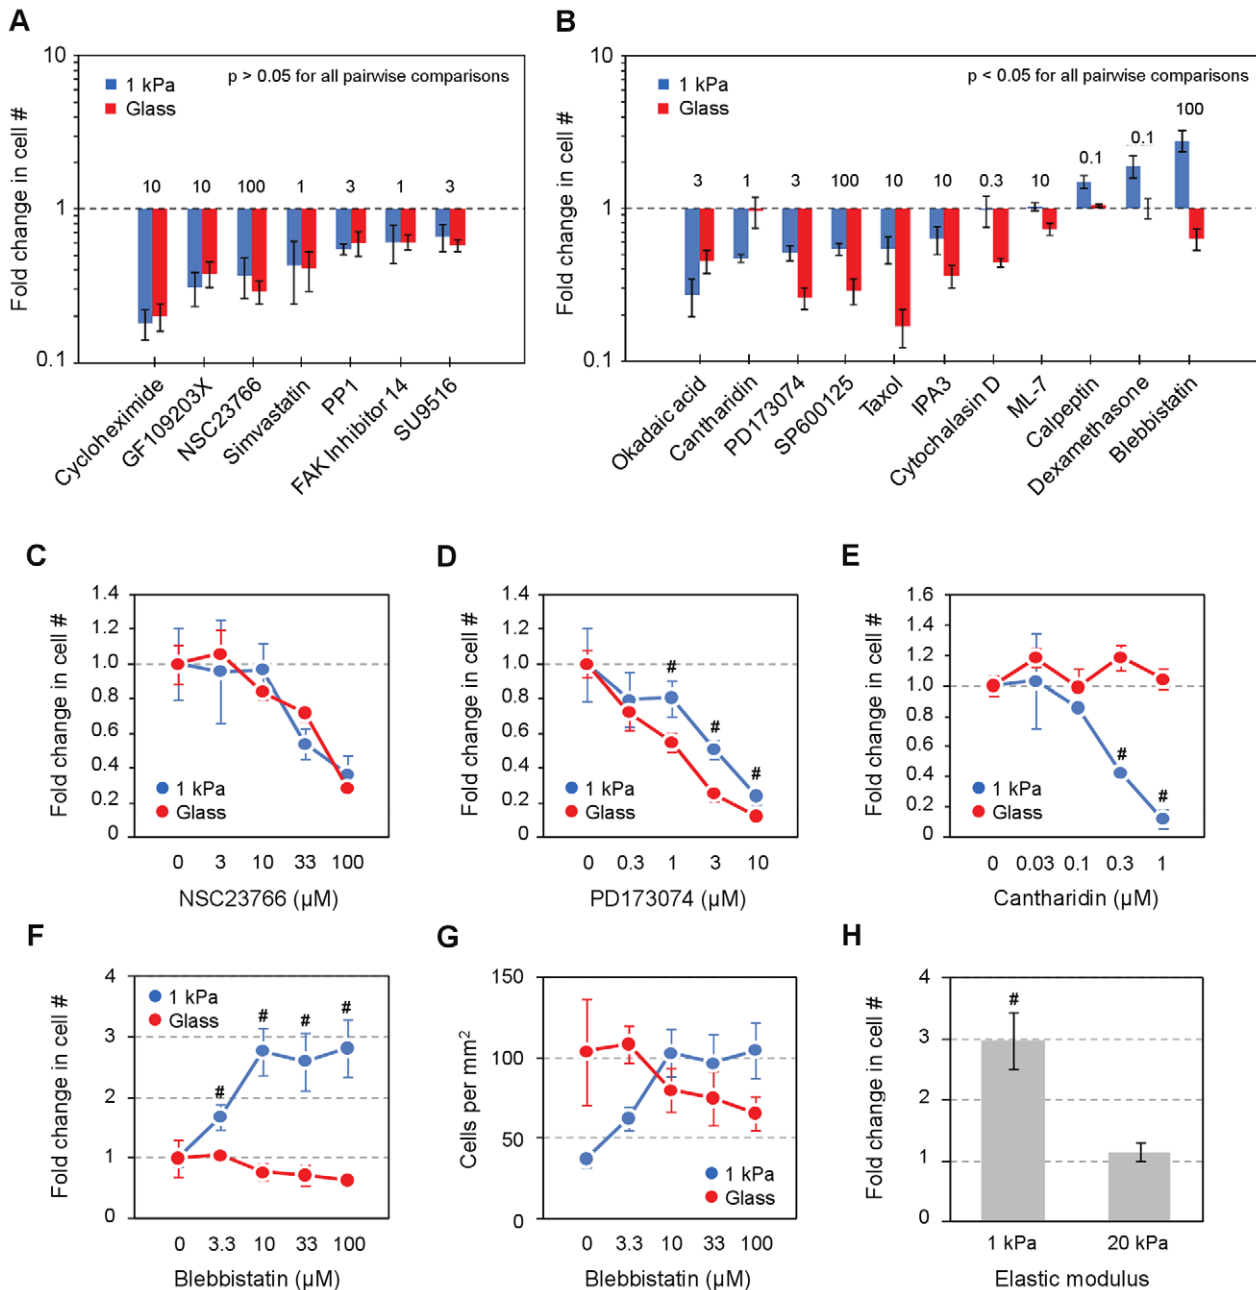 A
Fold change in cell #
10
1
0.1
1 kPa
Glass
p > 0.05 for all pairwise comparisons
10 10 100 1 3 1 3
Cycloheximide
GF109203X
NSC23766
Simvastatin
PP1
FAK Inhibitor 14
SU9516
B
Fold change in cell #
10
1
0.1
1 kPa
Glass
p < 0.05 for all pairwise comparisons
3 1 3 100 10 10 0.3 10 0.1 0.1 100
Okadaic acid
Cantharidin
PD173074
SP600125
Taxol
IPA3
Cytochalasin D
ML-7
Calpeptin
Dexamethasone
Blebbistatin
C
Fold change in cell #
1.4
1.2
1.0
0.8
0.6
0.4
0.2
0
1 kPa
Glass
0 3 10 33 100
NSC23766 (µM)
D
Fold change in cell #
1.4
1.2
1.0
0.8
0.6
0.4
0.2
0
# # #
1 kPa
Glass
0 0.3 1 3 10
PD173074 (µM)
E
Fold change in cell #
1.6
1.4
1.2
1.0
0.8
0.6
0.4
0.2
0
# #
1 kPa
Glass
0 0.03 0.1 0.3 1
Cantharidin (µM)
F
Fold change in cell #
4
3
2
1
0
1 kPa
Glass
# # # #
0 3.3 10 33 100
Blebbistatin (µM)
G
Cells per mm2
150
100
50
0
1 kPa
Glass
0 3.3 10 33 100
Blebbistatin (µM)
H
Fold change in cell #
4
3
2
1
0
#
1 kPa 20 kPa
Elastic modulus